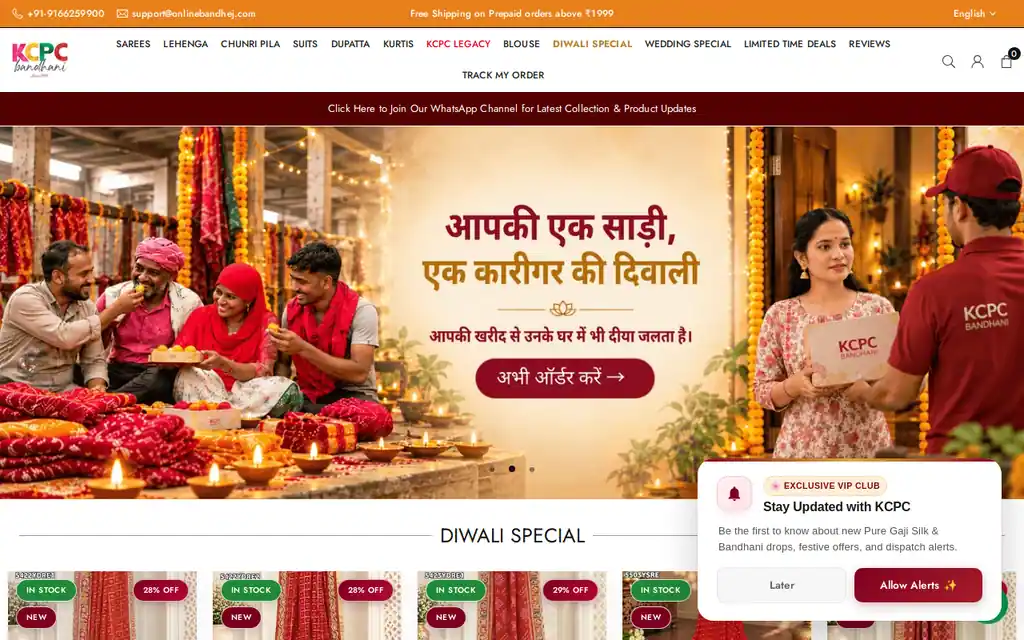 +91-9166259900 support@onlinebandhej.com Free Shipping on Prepaid orders above ₹1999 English
KCPC
bandhani
SAREES LEHENGA CHUNRI PILA SUITS DUPATTA KURTIS KCPC LEGACY BLOUSE DIWALI SPECIAL WEDDING SPECIAL LIMITED TIME DEALS REVIEWS
TRACK MY ORDER
0
Click Here to Join Our WhatsApp Channel for Latest Collection & Product Updates
आपकी एक साड़ी,
एक कारीगर की दिवाली
आपकी खरीद से उनके घर में भी दीया जलता है।
अभी ऑर्डर करें →
KCPC
BANDHANI
KCPC
BANDHANI
DIWALI SPECIAL
IN STOCK 28% OFF
NEW
IN STOCK 28% OFF
NEW
IN STOCK 29% OFF
NEW
IN STOCK
NEW
EXCLUSIVE VIP CLUB
Stay Updated with KCPC
Be the first to know about new Pure Gaji Silk &
Bandhani drops, festive offers, and dispatch alerts.
Later Allow Alerts ✨